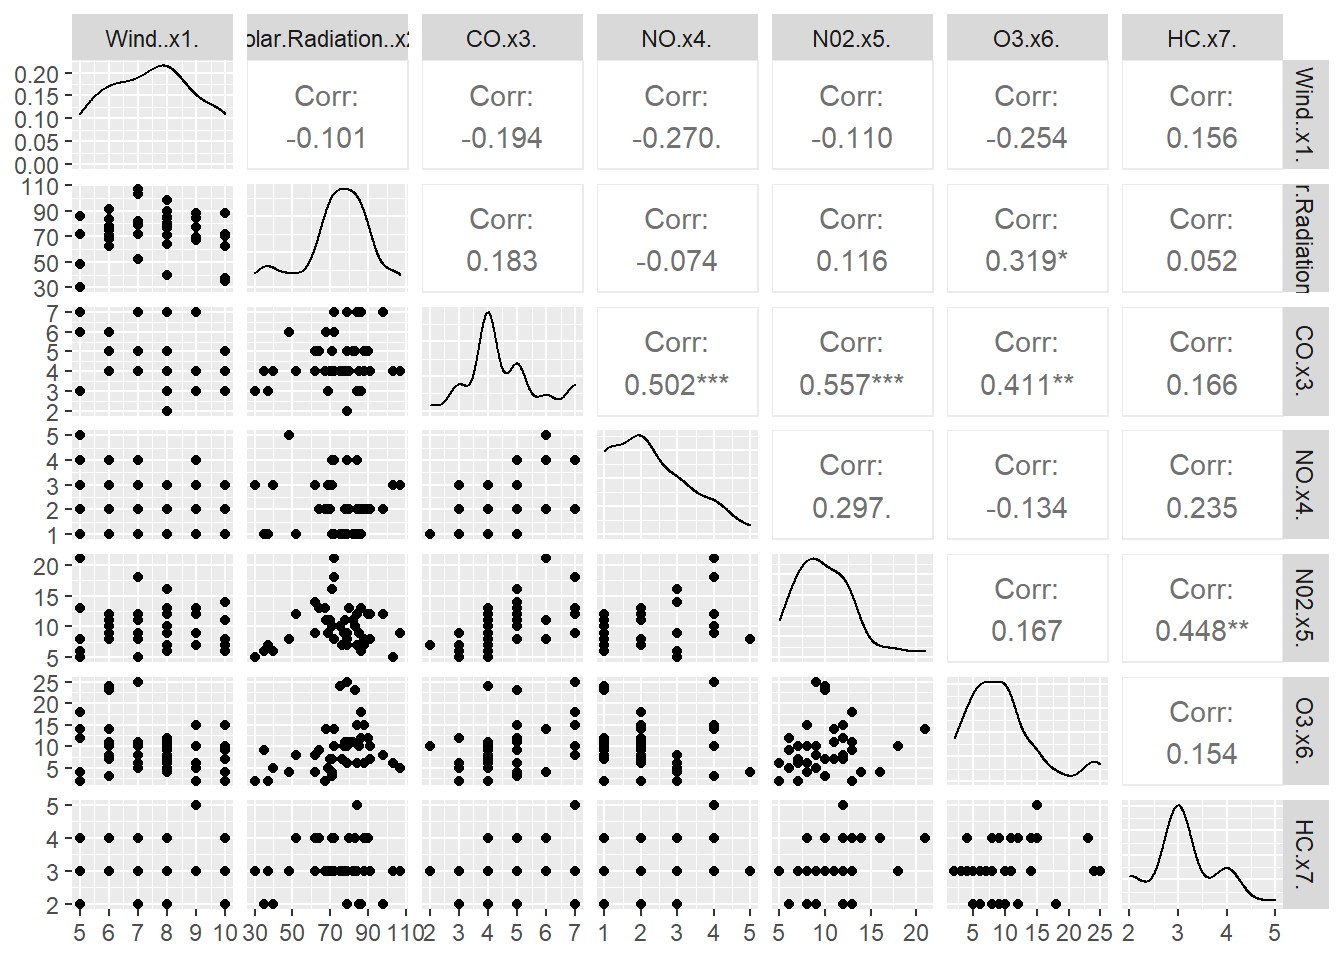 Wind..x1.
olar.Radiation..x2
CO.x3.
NO.x4.
N02.x5.
O3.x6.
HC.x7.
0.20
0.15
0.10
0.05
0.00
Corr:
-0.101
Corr:
-0.194
Corr:
-0.270.
Corr:
-0.110
Corr:
-0.254
Corr:
0.156
Wind..x1.
110
90
70
50
30
Corr:
0.183
Corr:
-0.074
Corr:
0.116
Corr:
0.319*
Corr:
0.052
r.Radiation
7
6
5
4
3
2
Corr:
0.502***
Corr:
0.557***
Corr:
0.411**
Corr:
0.166
CO.x3.
5
4
3
2
1
Corr:
0.297.
Corr:
-0.134
Corr:
0.235
NO.x4.
20
15
10
5
Corr:
0.167
Corr:
0.448**
N02.x5.
25
20
15
10
5
Corr:
0.154
O3.x6.
5
4
3
2
HC.x7.
5 6 7 8 9 10
30 50 70 90 110
2 3 4 5 6 7
1 2 3 4 5
5 10 15 20
5 10 15 20 25
2 3 4 5